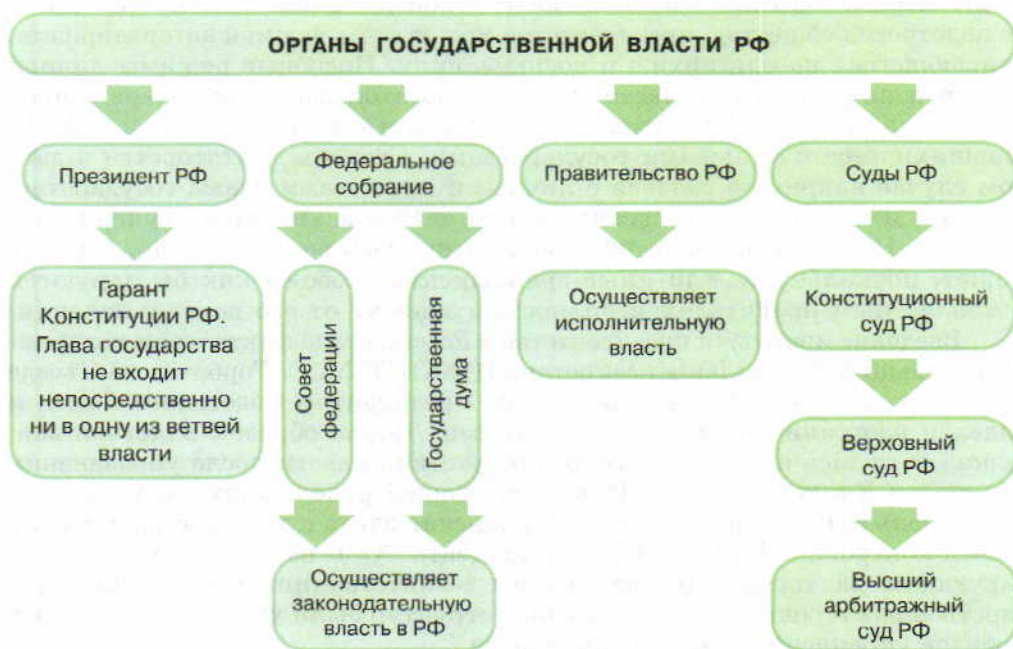 ОРГАНЫ ГОСУДАРСТВЕННОЙ ВЛАСТИ РФ
Президент РФ
Федеральное
собрание
Правительство РФ
Суды РФ
Гарант
Конституции РФ.
Глава государства
не входит
непосредственно
ни в одну из ветвей
власти
Совет
Федерации
Государственная
дума
Осуществляет
исполнительную
власть
Конституционный
суд РФ
Верховный
суд РФ
Осуществляет
законодательную
власть в РФ
Высший
арбитражный
суд РФ